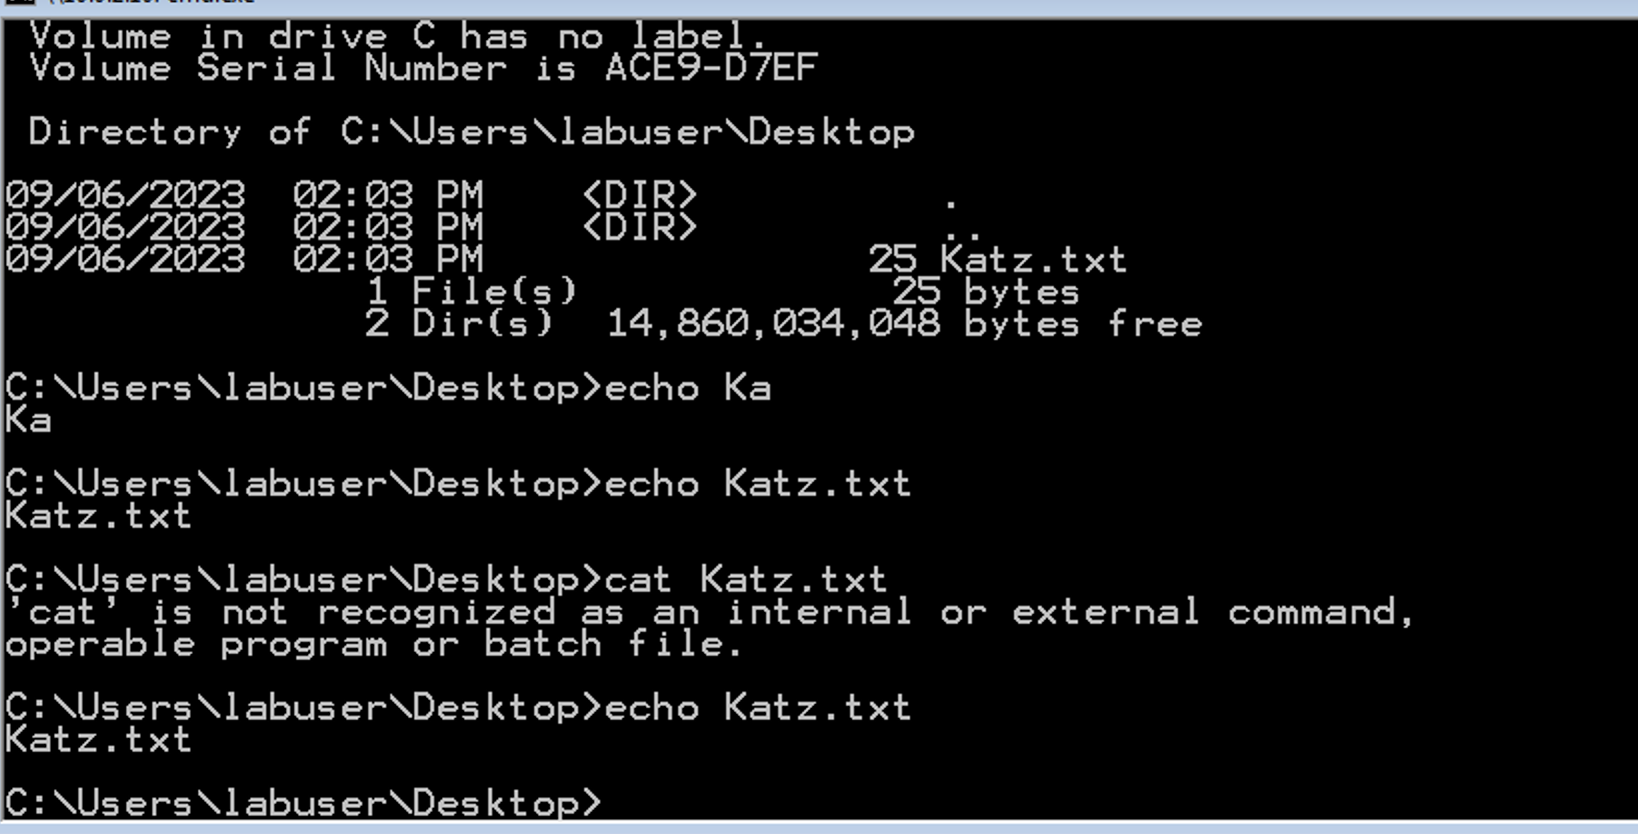 Volume in drive C has no label.
Volume Serial Number is ACE9-D7EF
Directory of C:\Users\labuser\Desktop
09/06/2023  02:03 PM    <DIR>          .
09/06/2023  02:03 PM    <DIR>          ..
09/06/2023  02:03 PM                25 Katz.txt
1 File(s)             25 bytes
2 Dir(s)  14,860,034,048 bytes free
C:\Users\labuser\Desktop>echo Ka
Ka
C:\Users\labuser\Desktop>echo Katz.txt
Katz.txt
C:\Users\labuser\Desktop>cat Katz.txt
'cat' is not recognized as an internal or external command,
operable program or batch file.
C:\Users\labuser\Desktop>echo Katz.txt
Katz.txt
C:\Users\labuser\Desktop>